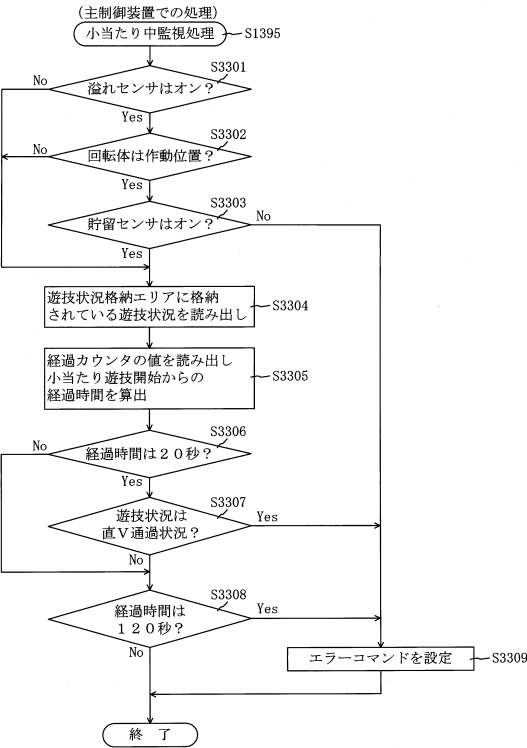 (主制御装置での処理)
小当たり中監視処理
S1395
S3301
No
溢れセンサはオン？
Yes
S3302
No
回転体は作動位置？
Yes
S3303
貯留センサはオン？
No
Yes
遊技状況格納エリアに格納
されている遊技状況を読み出し
S3304
経過カウンタの値を読み出し
小当たり遊技開始からの
経過時間を算出
S3305
S3306
No
経過時間は２０秒？
Yes
S3307
遊技状況は
直Ｖ通過状況？
Yes
No
S3308
経過時間は
１２０秒？
Yes
No
エラーコマンドを設定
S3309
終 了